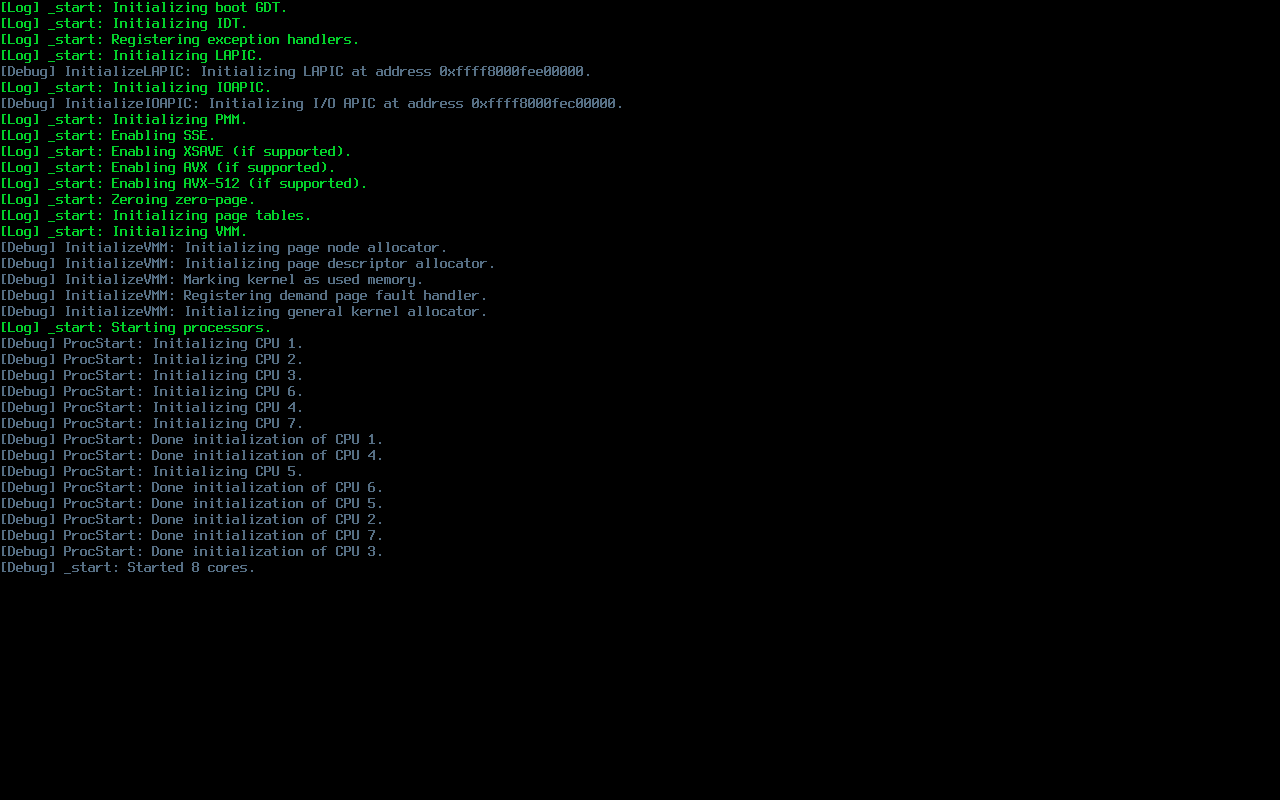 [Log] _start: Initializing boot GDT.
[Log] _start: Initializing IDT.
[Log] _start: Registering exception handlers.
[Log] _start: Initializing LAPIC.
[Debug] InitializeLAPIC: Initializing LAPIC at address 0xffff8000fee00000.
[Log] _start: Initializing IOAPIC.
[Debug] InitializeIOAPIC: Initializing I/O APIC at address 0xffff8000fec00000.
[Log] _start: Initializing PMM.
[Log] _start: Enabling SSE.
[Log] _start: Enabling XSAVE (if supported).
[Log] _start: Enabling AVX (if supported).
[Log] _start: Enabling AVX-512 (if supported).
[Log] _start: Zeroing zero-page.
[Log] _start: Initializing page tables.
[Log] _start: Initializing VMM.
[Debug] InitializeVMM: Initializing page node allocator.
[Debug] InitializeVMM: Initializing page descriptor allocator.
[Debug] InitializeVMM: Marking kernel as used memory.
[Debug] InitializeVMM: Registering demand page fault handler.
[Debug] InitializeVMM: Initializing general kernel allocator.
[Log] _start: Starting processors.
[Debug] ProcStart: Initializing CPU 1.
[Debug] ProcStart: Initializing CPU 2.
[Debug] ProcStart: Initializing CPU 3.
[Debug] ProcStart: Initializing CPU 6.
[Debug] ProcStart: Initializing CPU 4.
[Debug] ProcStart: Initializing CPU 7.
[Debug] ProcStart: Done initialization of CPU 1.
[Debug] ProcStart: Done initialization of CPU 4.
[Debug] ProcStart: Initializing CPU 5.
[Debug] ProcStart: Done initialization of CPU 6.
[Debug] ProcStart: Done initialization of CPU 5.
[Debug] ProcStart: Done initialization of CPU 2.
[Debug] ProcStart: Done initialization of CPU 7.
[Debug] ProcStart: Done initialization of CPU 3.
[Debug] _start: Started 8 cores.